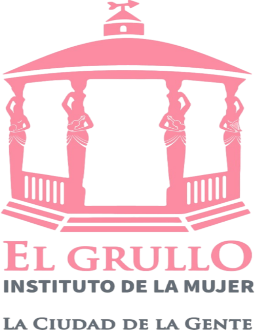 EL GRULLO
INSTITUTO DE LA MUJER
LA CIUDAD DE LA GENTE